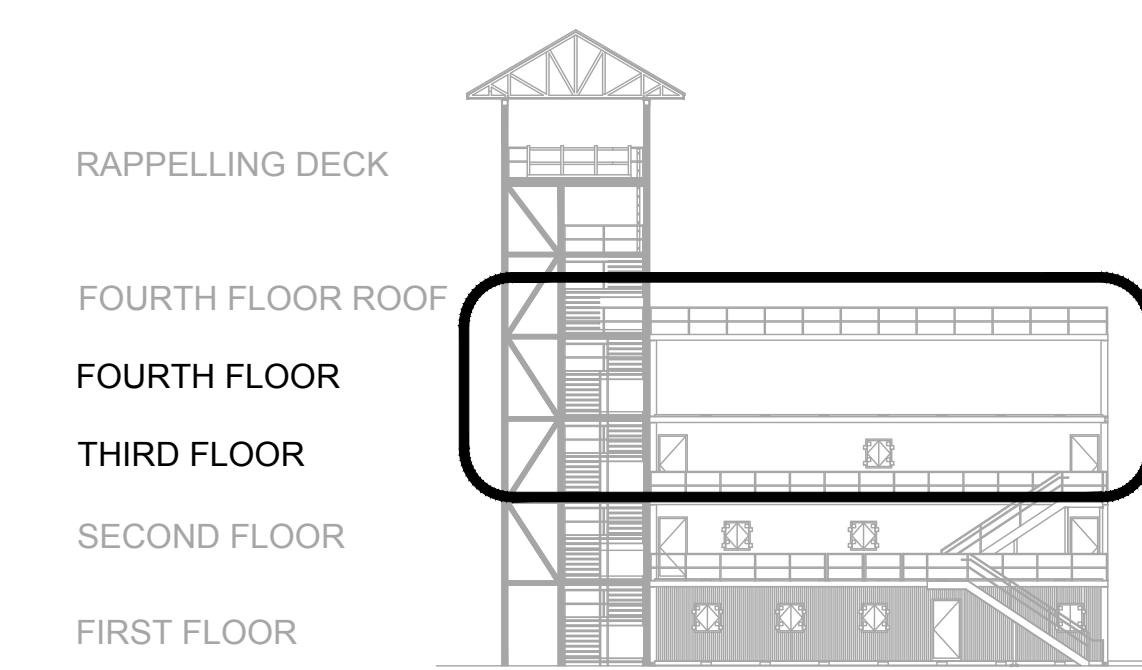 RAPPELLING DECK
FOURTH FLOOR ROOF
FOURTH FLOOR
THIRD FLOOR
SECOND FLOOR
FIRST FLOOR